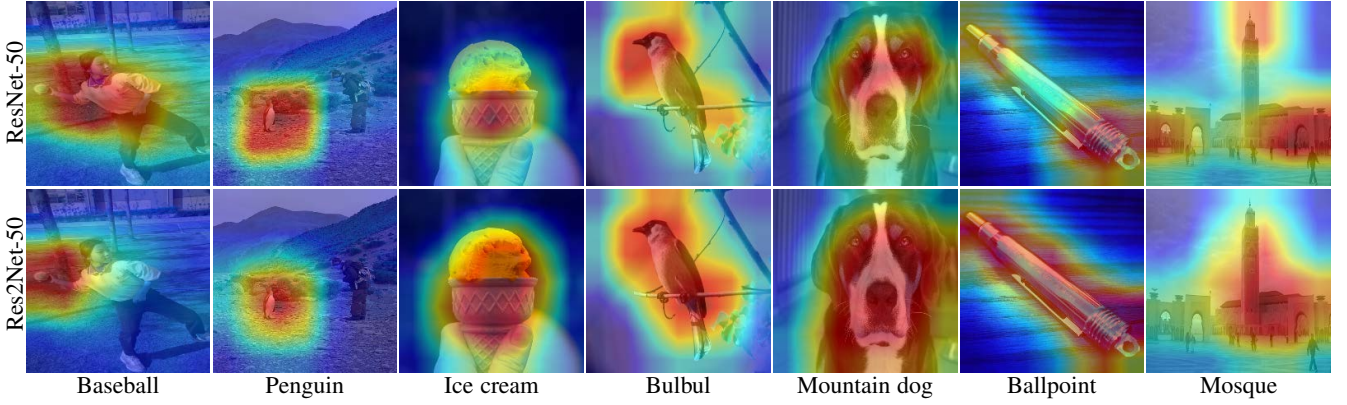 ResNet-50
Res2Net-50
Baseball Penguin Ice cream Bulbul Mountain dog Ballpoint Mosque